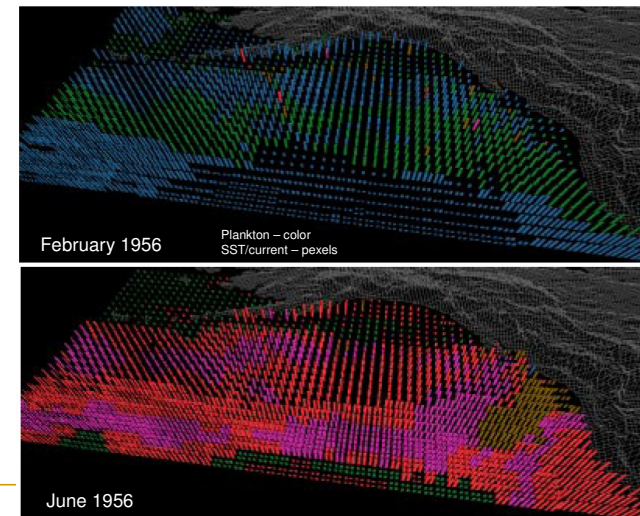 February 1956
Plankton – color
SST/current – pexels
June 1956